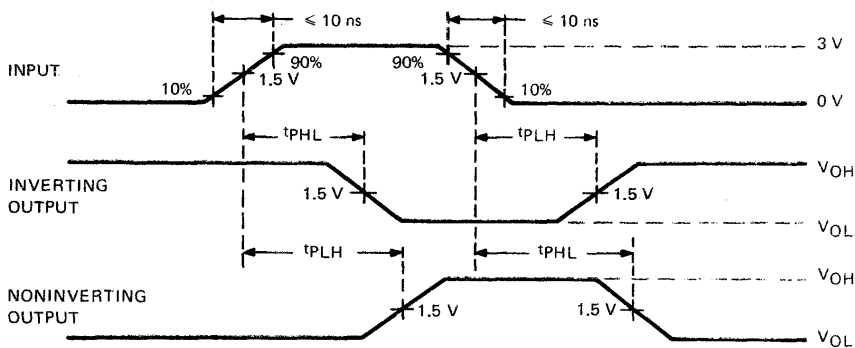 ≤ 10 ns
≤ 10 ns
3 V
INPUT
90%
90%
1.5 V
1.5 V
10%
10%
0 V
tPHL
tPLH
VOH
INVERTING
OUTPUT
1.5 V
1.5 V
VOL
tPLH
tPHL
VOH
NONINVERTING
OUTPUT
1.5 V
1.5 V
VOL